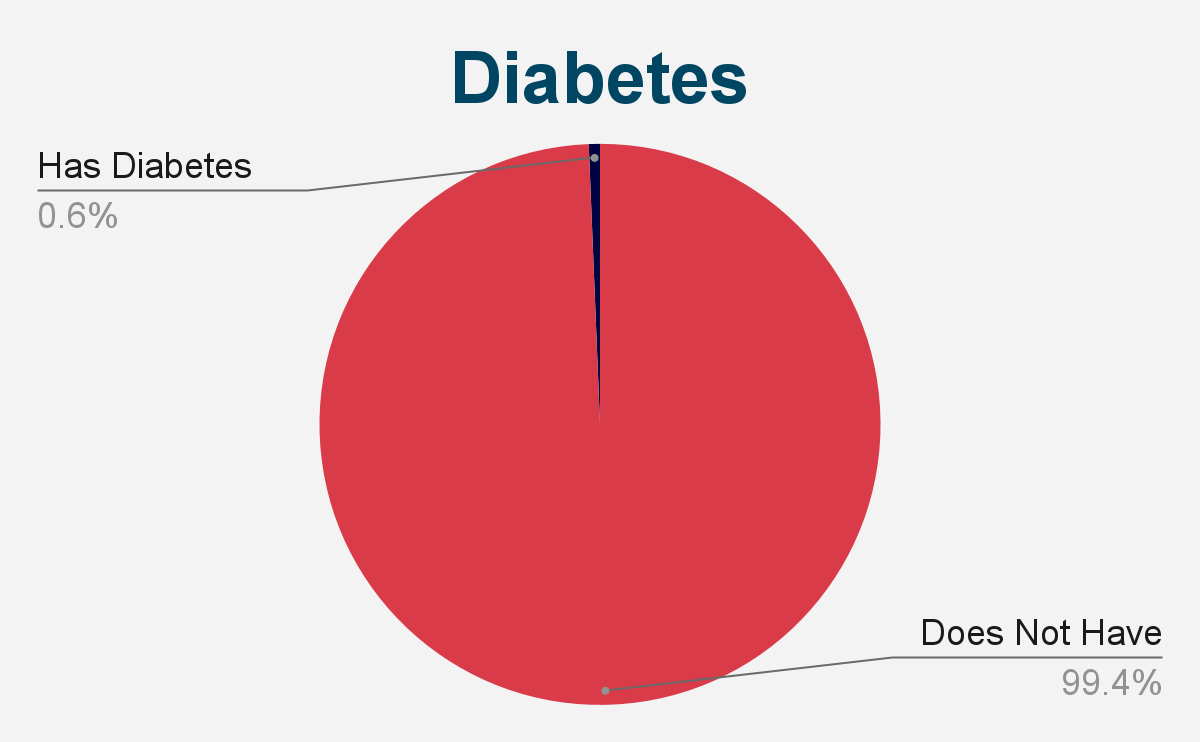 Diabetes
Has Diabetes
0.6%
Does Not Have
99.4%